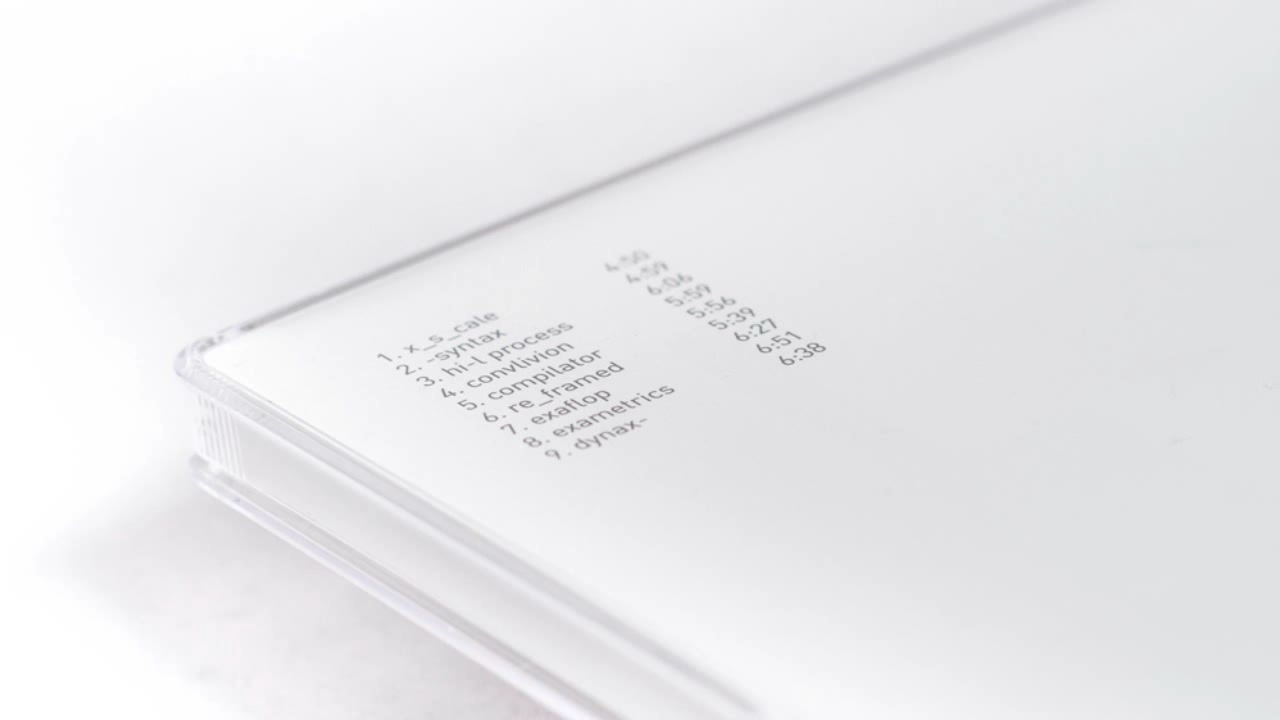 1. x_s_cale 4:50
2. -syntax 4:59
3. hi-l process 6:06
4. convlivion 5:59
5. compilator 5:56
6. re_framed 5:39
7. exaflop 6:27
8. exametrics 6:51
9. dynax- 6:38